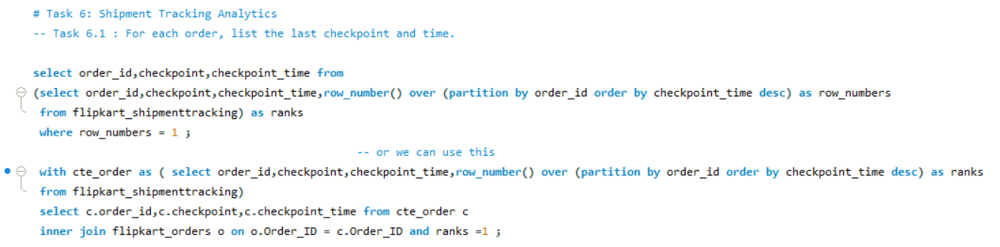 # Task 6: Shipment Tracking Analytics
-- Task 6.1 : For each order, list the last checkpoint and time.
select order_id,checkpoint,checkpoint_time from
(select order_id,checkpoint,checkpoint_time,row_number() over (partition by order_id order by checkpoint_time desc) as row_numbers
from flipkart_shipmenttracking) as ranks
where row_numbers = 1 ;
-- or we can use this
with cte_order as ( select order_id,checkpoint,checkpoint_time,row_number() over (partition by order_id order by checkpoint_time desc) as ranks
from flipkart_shipmenttracking)
select c.order_id,c.checkpoint,c.checkpoint_time from cte_order c
inner join flipkart_orders o on o.Order_ID = c.Order_ID and ranks =1 ;